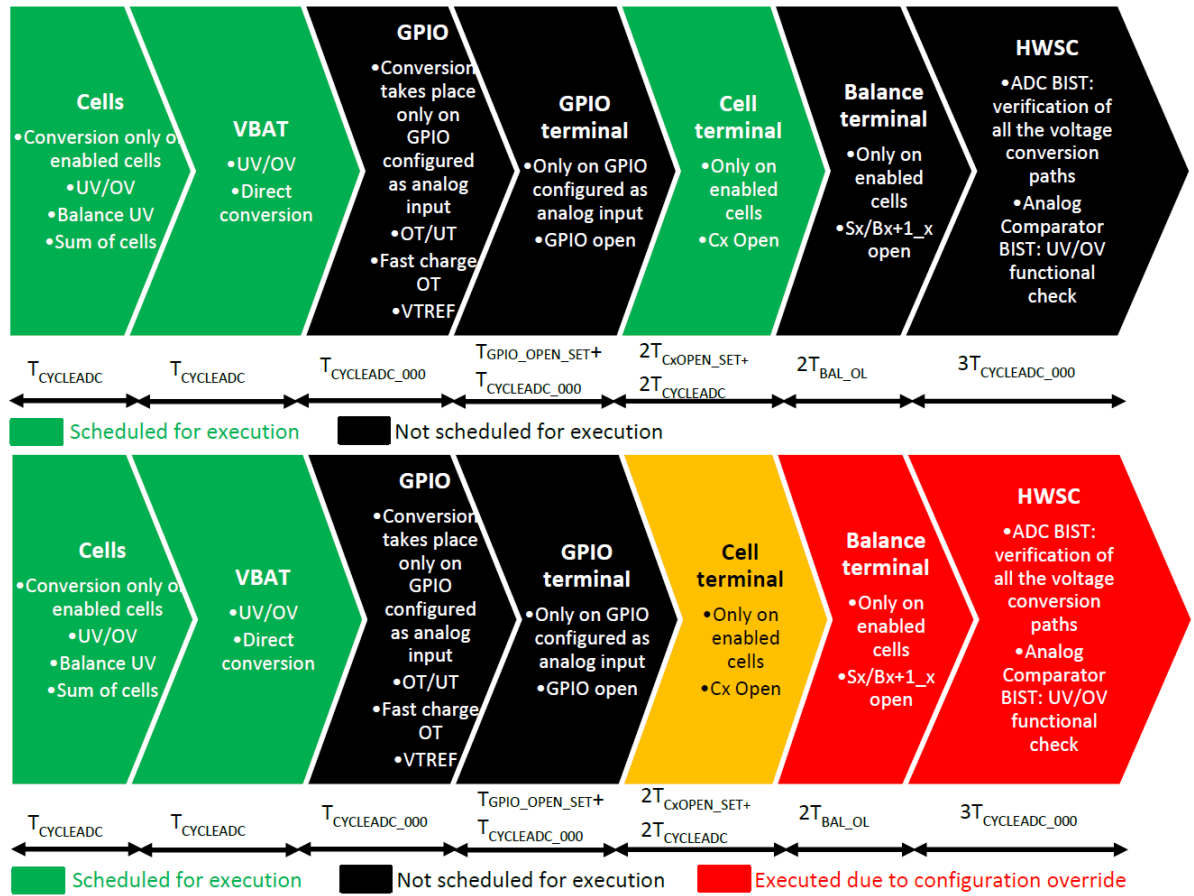 Cells
•Conversion only o
enabled cells
•UV/OV
•Balance UV
•Sum of cells
VBAT
•UV/OV
•Direct
conversion
GPIO
•Conversion
takes place
only on
GPIO
configured
as analog
input
•OT/UT
•Fast charge
OT
•VTREF
GPIO
terminal
•Only on GPIO
configured as
analog input
•GPIO open
Cell
terminal
•Only on
enabled
cells
•Cx Open
Balance
terminal
•Only on
enabled
cells
•Sx/Bx+1_x
open
HWSC
•ADC BIST:
verification of
all the voltage
conversion
paths
•Analog
Comparator
BIST: UV/OV
functional
check
TCYCLEADC
TCYCLEADC
TCYCLEADC_000
TGPIO_OPEN_SET+
TCYCLEADC_000
2TCxOPEN_SET+
2TCYCLEADC
2TBAL_OL
3TCYCLEADC_000
Scheduled for execution
Not scheduled for execution
Cells
•Conversion only o
enabled cells
•UV/OV
•Balance UV
•Sum of cells
VBAT
•UV/OV
•Direct
conversion
GPIO
•Conversion
takes place
only on
GPIO
configured
as analog
input
•OT/UT
•Fast charge
OT
•VTREF
GPIO
terminal
•Only on GPIO
configured as
analog input
•GPIO open
Cell
terminal
•Only on
enabled
cells
•Cx Open
Balance
terminal
•Only on
enabled
cells
•Sx/Bx+1_x
open
HWSC
•ADC BIST:
verification of
all the voltage
conversion
paths
•Analog
Comparator
BIST: UV/OV
functional
check
TCYCLEADC
TCYCLEADC
TCYCLEADC_000
TGPIO_OPEN_SET+
TCYCLEADC_000
2TCxOPEN_SET+
2TCYCLEADC
2TBAL_OL
3TCYCLEADC_000
Scheduled for execution
Not scheduled for execution
Executed due to configuration override